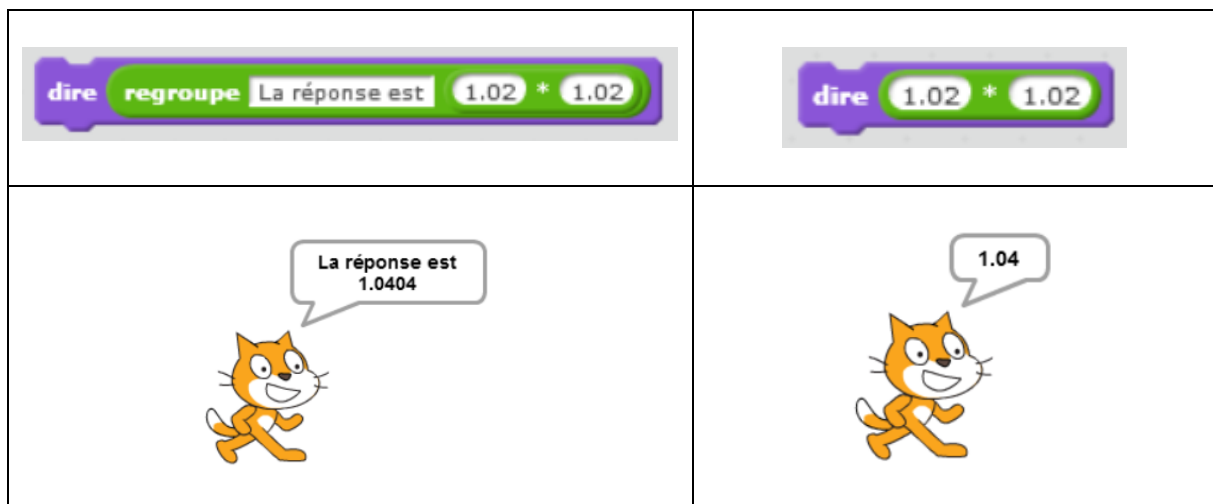 dire regroupe La réponse est 1.02 * 1.02
dire 1.02 * 1.02
La réponse est
1.0404
1.04